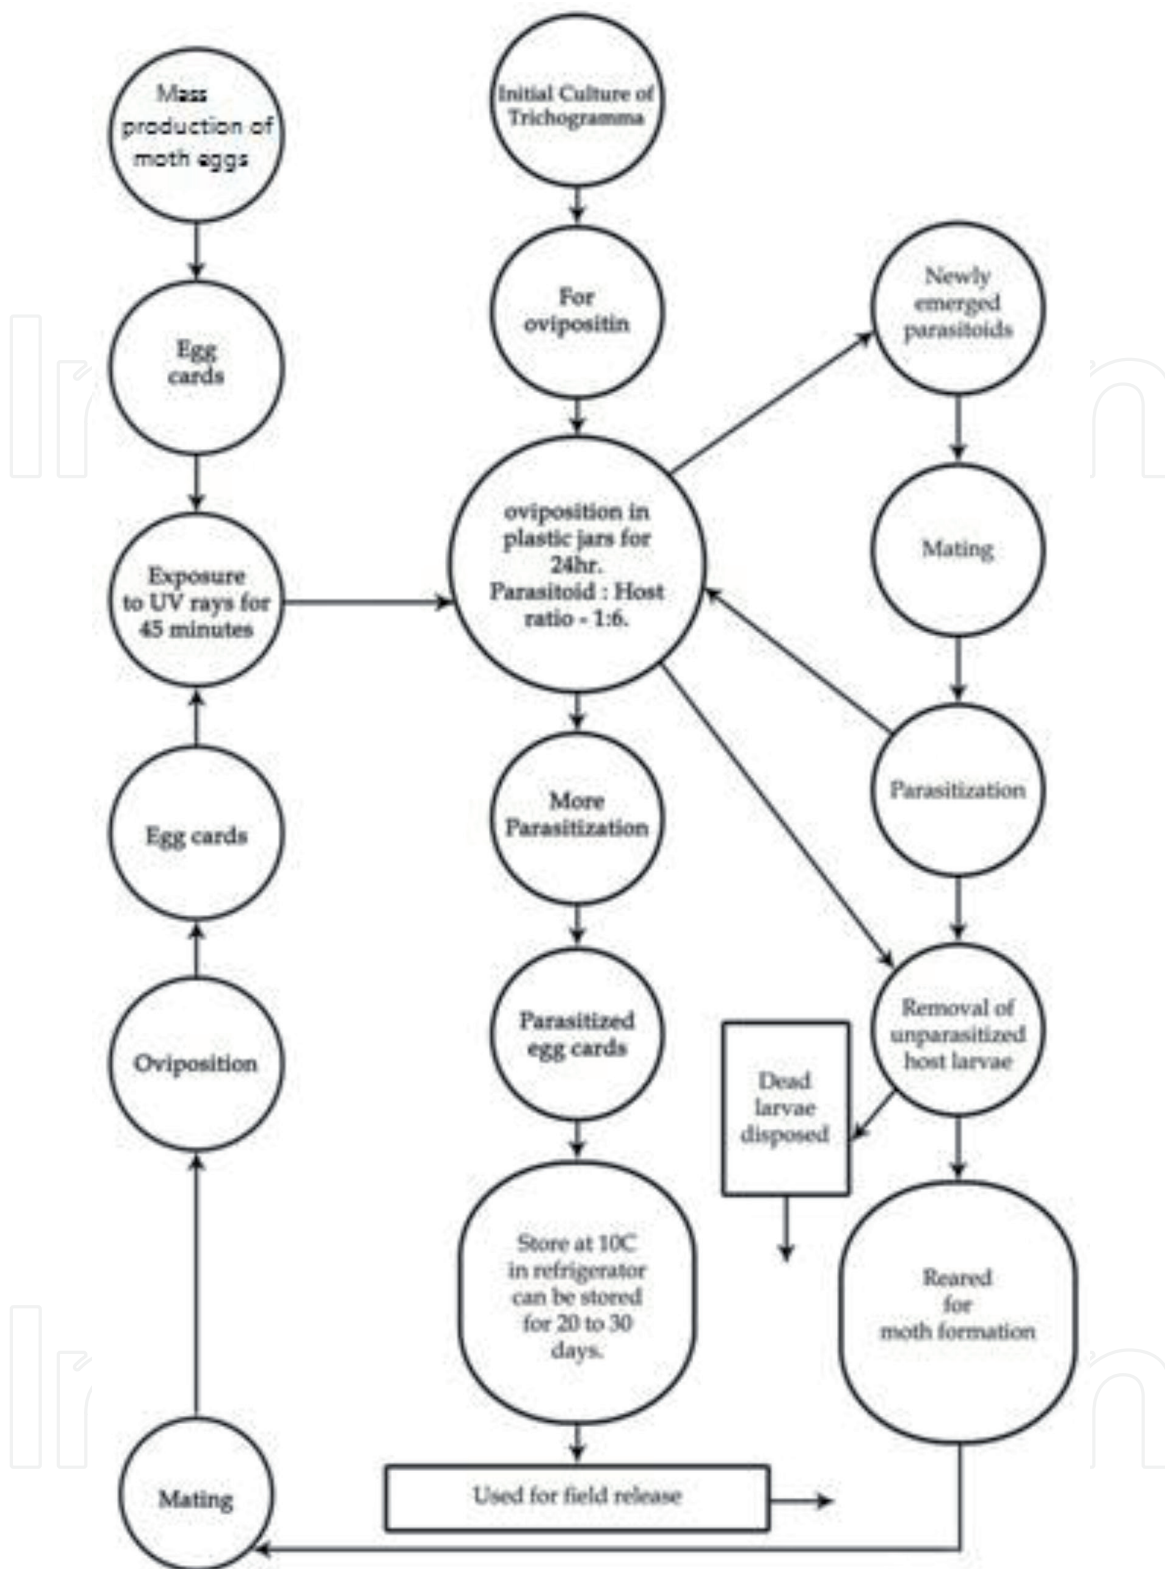 Mass
production of
moth eggs
Egg
cards
Exposure
to UV rays for
45 minutes
Egg cards
Oviposition
Mating
Initial Culture of
Trichogramma
For
ovipositin
oviposition in
plastic jars for
24hr.
Parasitoid : Host
ratio - 1:6.
More
Parasitization
Parasitized
egg cards
Store at 10C
in refrigerator
can be stored
for 20 to 30
days.
Used for field release
Newly
emerged
parasitoids
Mating
Parasitization
Removal of
unparasitized
host larvae
Dead
larvae
disposed
Reared
for
moth formation